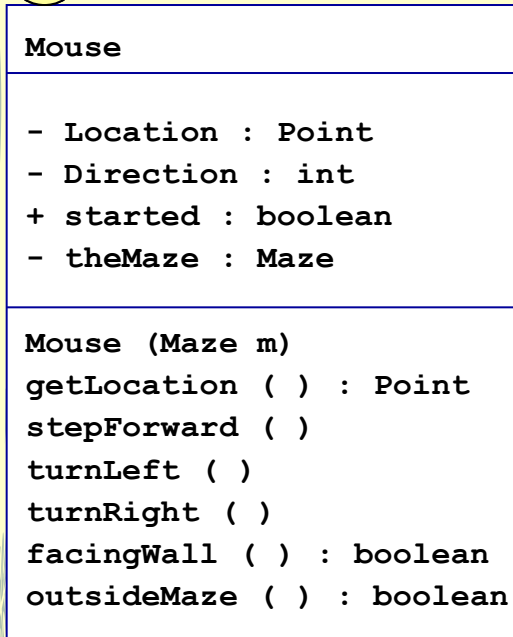 Mouse
- Location : Point
- Direction : int
+ started : boolean
- theMaze : Maze
Mouse (Maze m)
getLocation ( ) : Point
stepForward ( )
turnLeft ( )
turnRight ( )
facingWall ( ) : boolean
outsideMaze ( ) : boolean